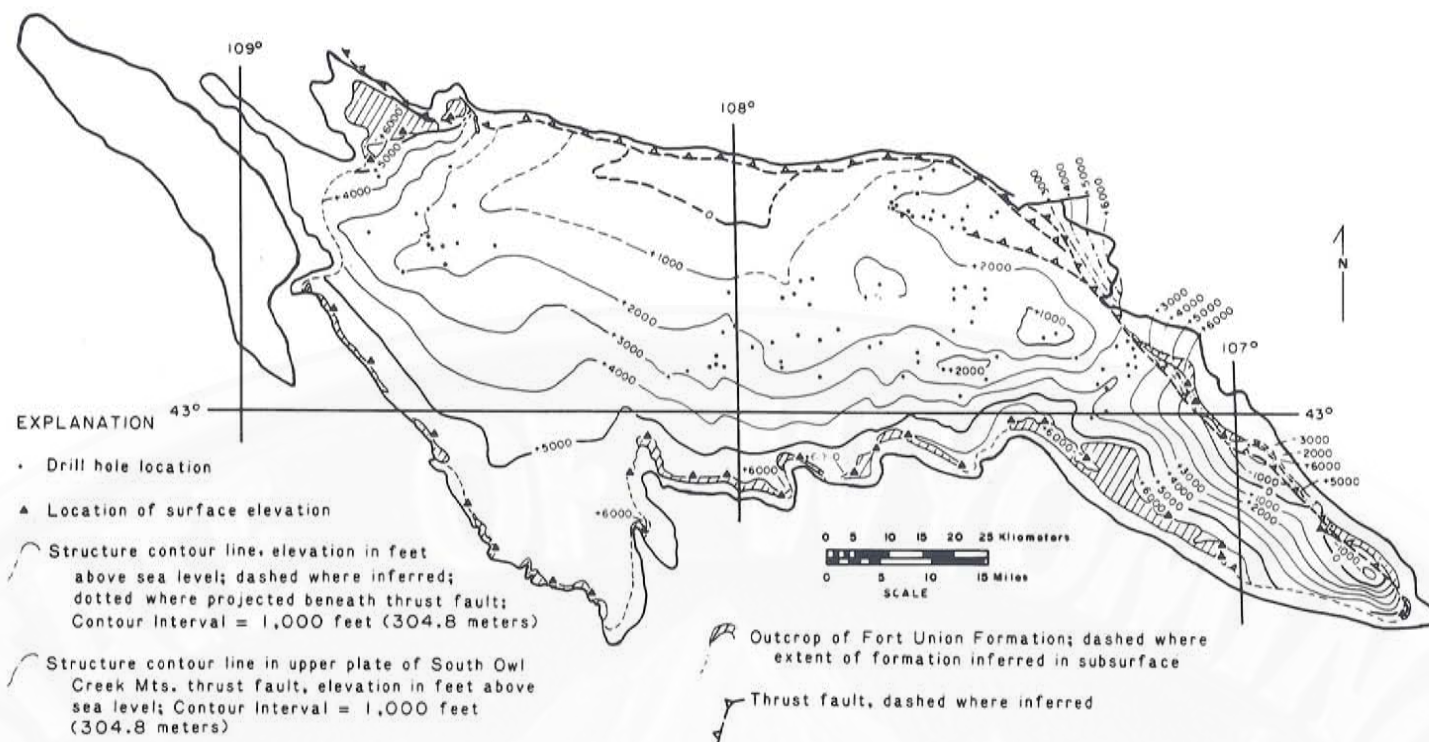 109°
108°
+6000
+5000
+4000
0
+1000
+2000
3000
4000
5000
+6000
N
+2000
+1000
+3000
+4000
+5000
+6000
+3000
+2000
+4000
107°
43°
43°
EXPLANATION
Drill hole location
Location of surface elevation
Structure contour line, elevation in feet
above sea level; dashed where inferred;
dotted where projected beneath thrust fault;
Contour Interval = 1,000 feet (304.8 meters)
Structure contour line in upper plate of South Owl
Creek Mts. thrust fault, elevation in feet above
sea level; Contour Interval = 1,000 feet
(304.8 meters)
+5000
+6000
+6000
+6000
+6000
+3000
+4000
+5000
3000
2000
+6000
+5000
1000
0
1000
+2000
1000
0
0 5 10 15 20 25 Kilometers
0 5 10 15 Miles
SCALE
Outcrop of Fort Union Formation; dashed where
extent of formation inferred in subsurface
Thrust fault, dashed where inferred